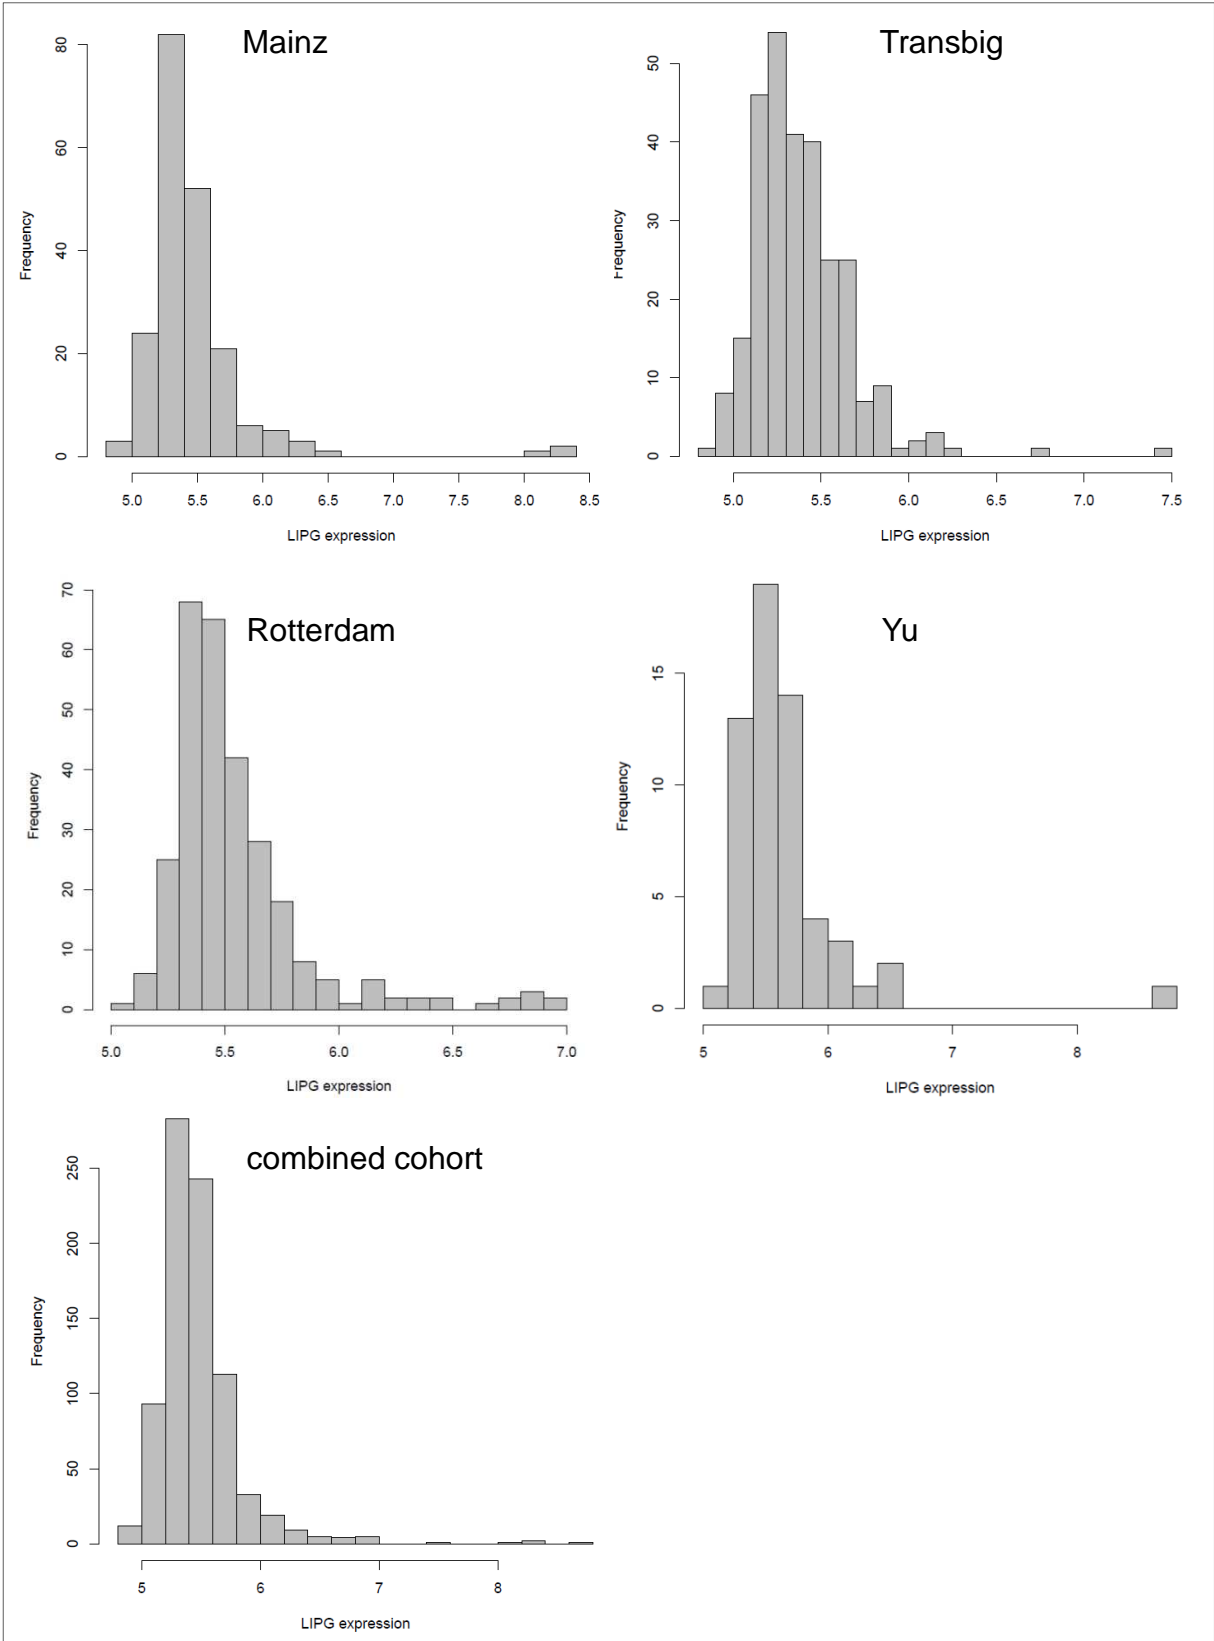 Mainz
80
60
40
20
0
Frequency
5.0 5.5 6.0 6.5 7.0 7.5 8.0 8.5
LIPG expression
Transbig
50
40
30
20
10
0
Frequency
5.0 5.5 6.0 6.5 7.0 7.5
LIPG expression
Rotterdam
70
60
50
40
30
20
10
0
Frequency
5.0 5.5 6.0 6.5 7.0
LIPG expression
Yu
15
10
5
0
Frequency
5 6 7 8
LIPG expression
combined cohort
250
200
150
100
50
0
Frequency
5 6 7 8
LIPG expression